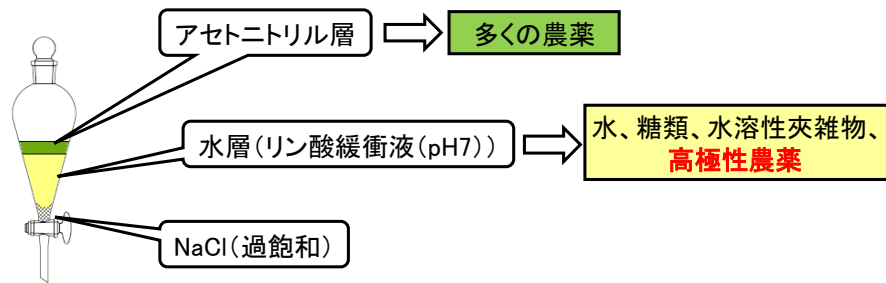 アセトニトリル層
多くの農薬
水層(リン酸緩衝液(pH7))
水、糖類、水溶性夾雑物、
高極性農薬
NaCl(過飽和)